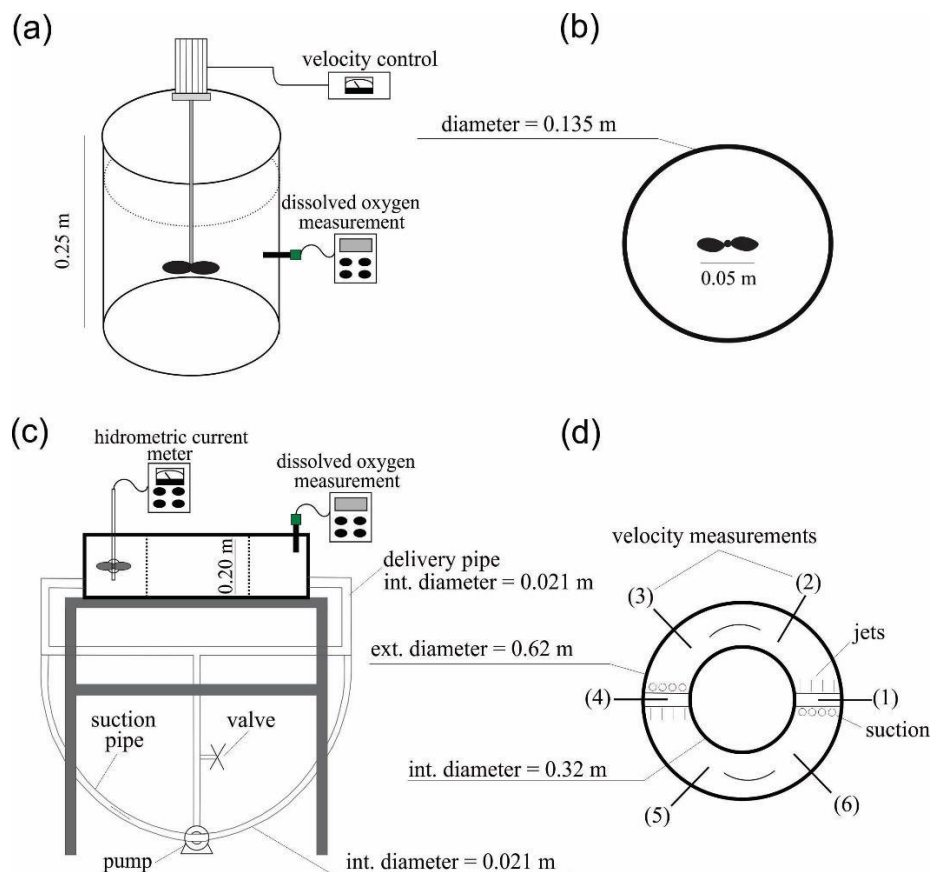 (a)
velocity control
0.25 m
dissolved oxygen
measurement
(b)
diameter = 0.135 m
0.05 m
(c)
hidrometric current
meter
dissolved oxygen
measurement
0.20 m
delivery pipe
int. diameter = 0.021 m
suction
pipe
valve
pump
int. diameter = 0.021 m
(d)
velocity measurements
(3)
(2)
jets
ext. diameter = 0.62 m
(4)
(1)
suction
int. diameter = 0.32 m
(5)
(6)